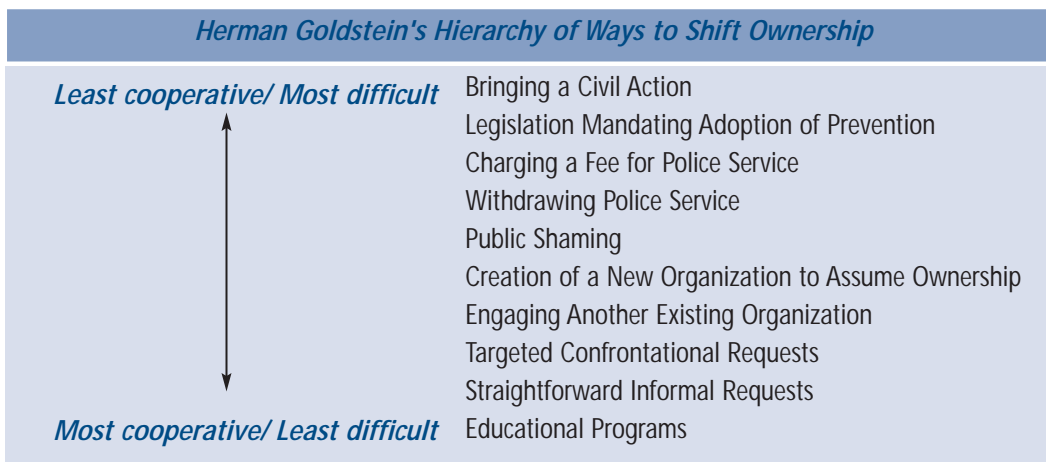 Herman Goldstein's Hierarchy of Ways to Shift Ownership
Least cooperative/ Most difficult
Bringing a Civil Action
Legislation Mandating Adoption of Prevention
Charging a Fee for Police Service
Withdrawing Police Service
Public Shaming
Creation of a New Organization to Assume Ownership
Engaging Another Existing Organization
Targeted Confrontational Requests
Straightforward Informal Requests
Most cooperative/ Least difficult
Educational Programs